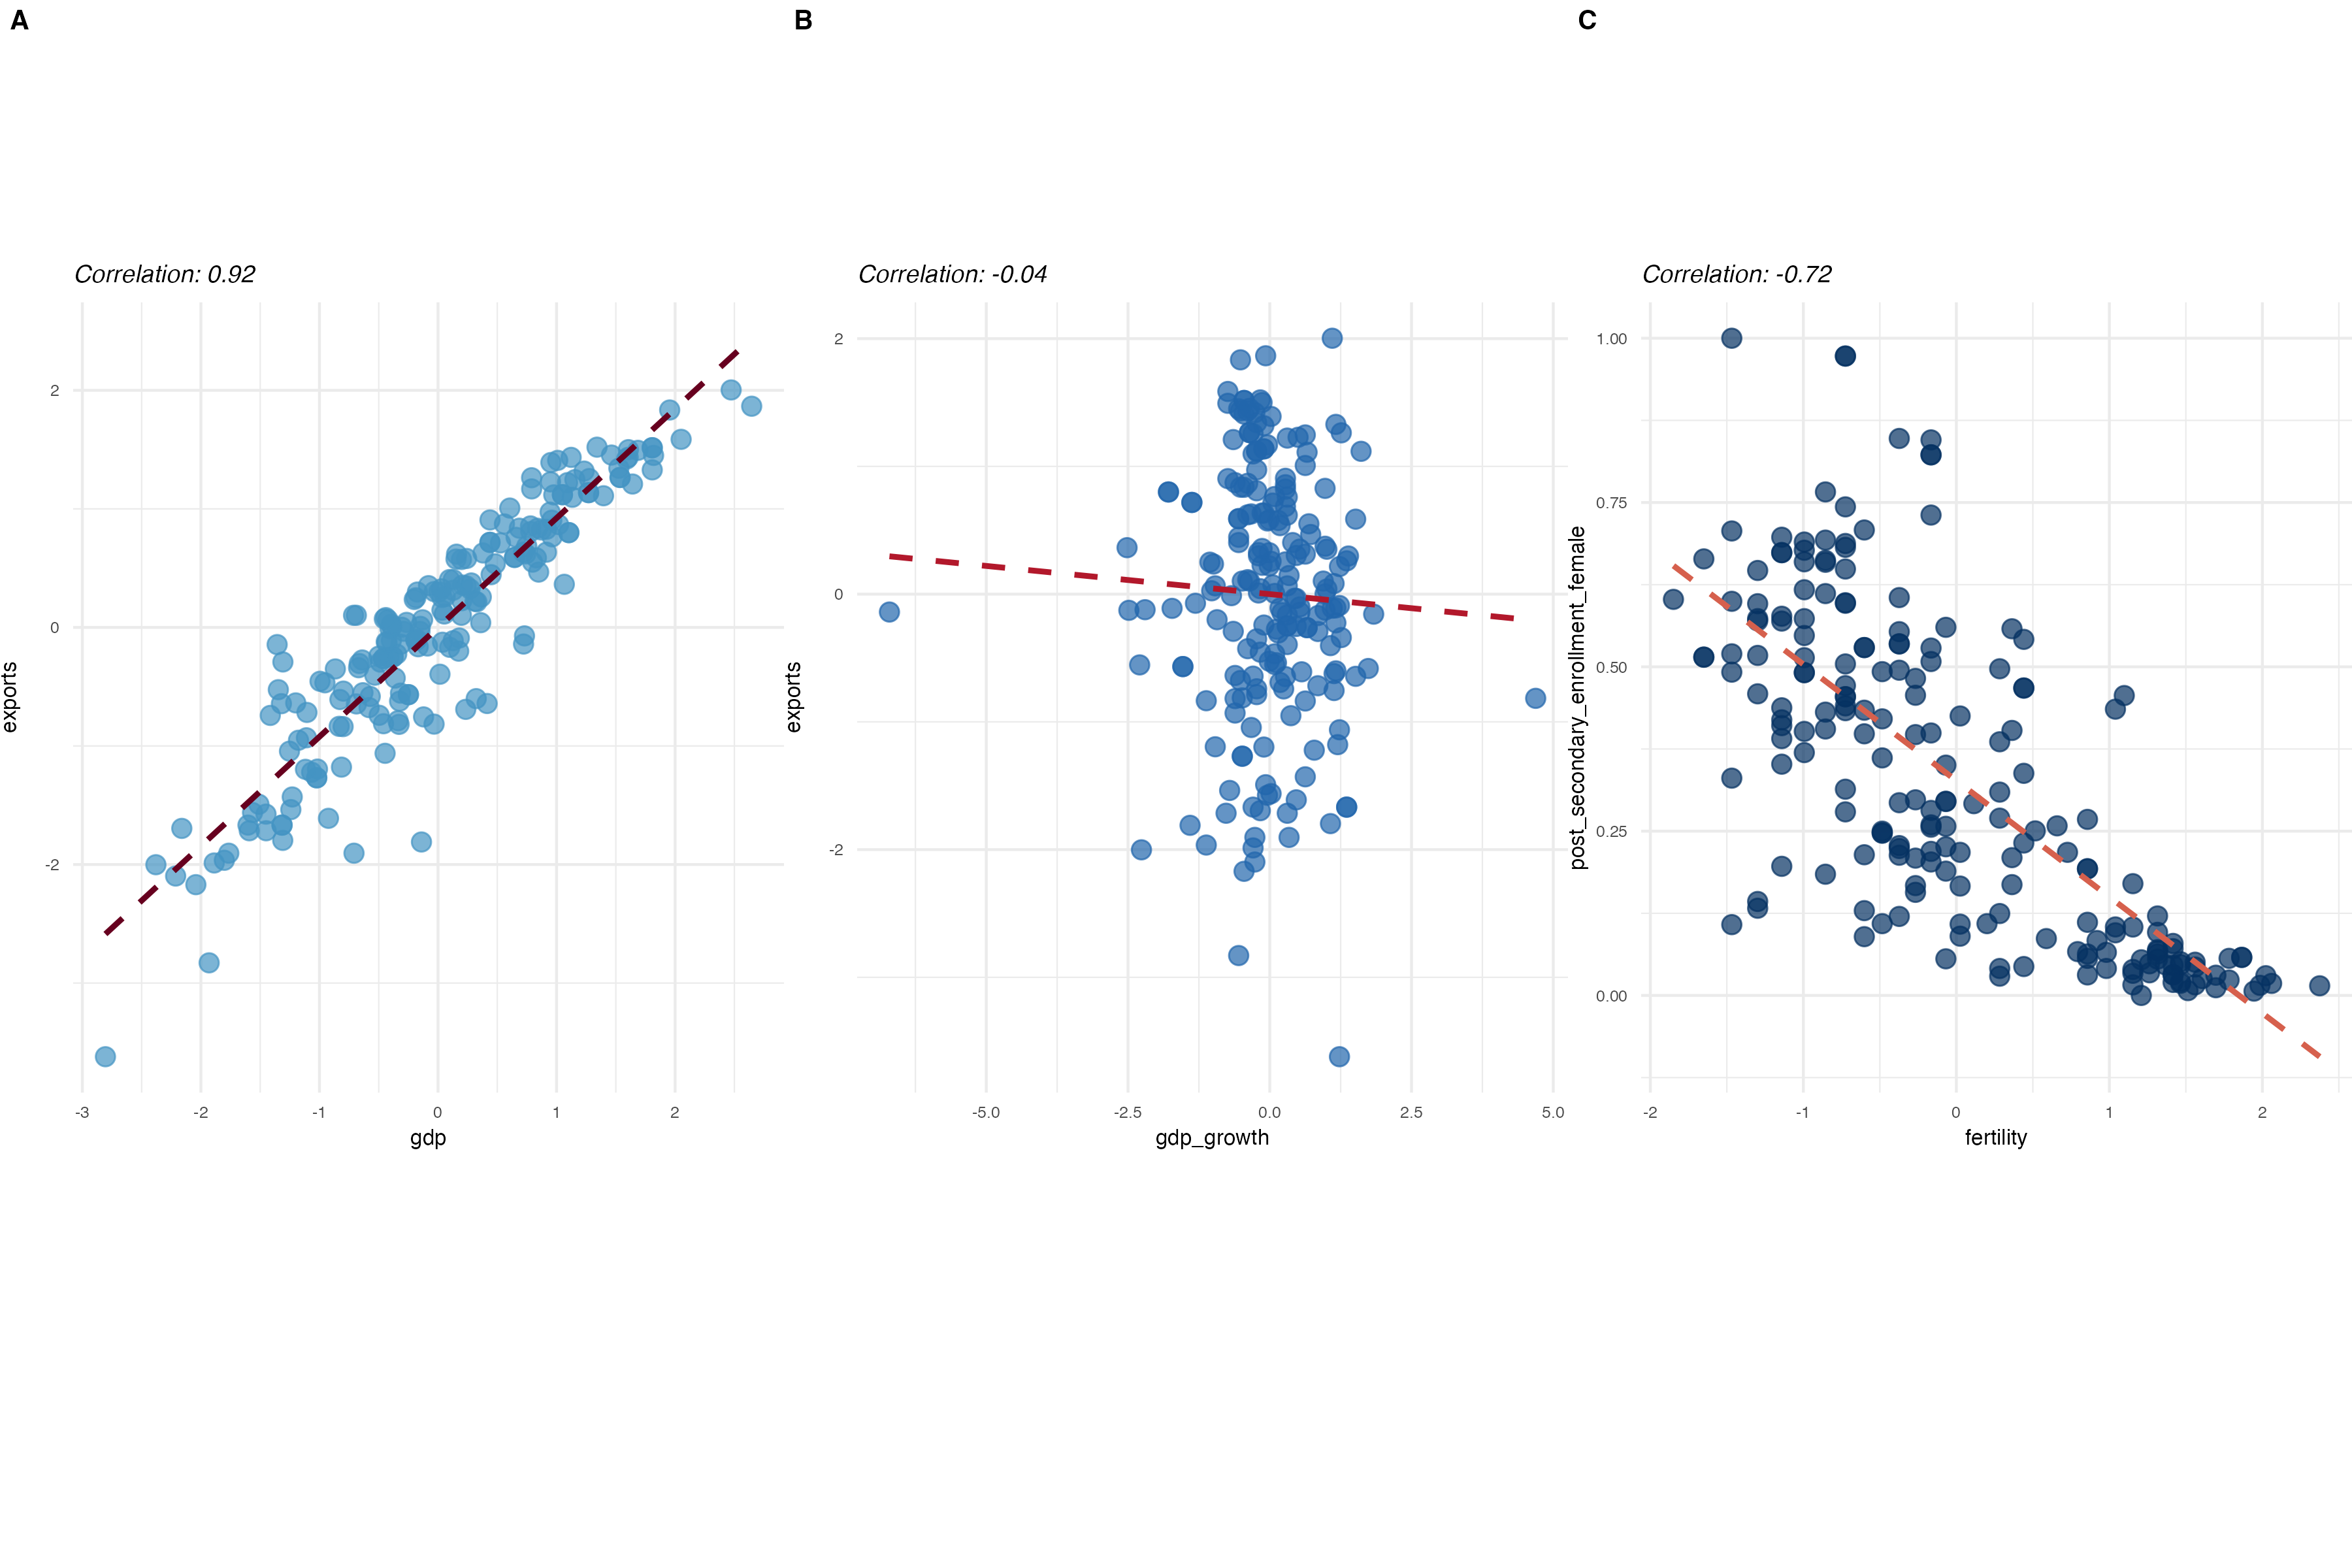 A
B
C
Correlation: 0.92
Correlation: -0.04
Correlation: -0.72
exports
2
0
-2
-3
-2
-1
0
1
2
gdp
exports
2
0
-2
-5.0
-2.5
0.0
2.5
5.0
gdp_growth
post_secondary_enrollment_female
1.00
0.75
0.50
0.25
0.00
-2
-1
0
1
2
fertility